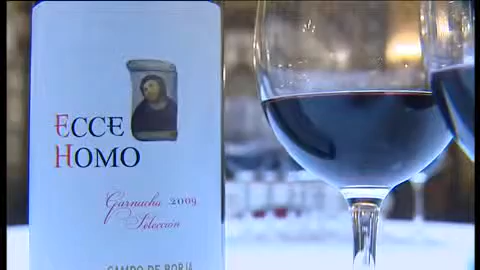 ECCE
HOMO
Garnacha 2009
Selección
CAMPO DE BORJA